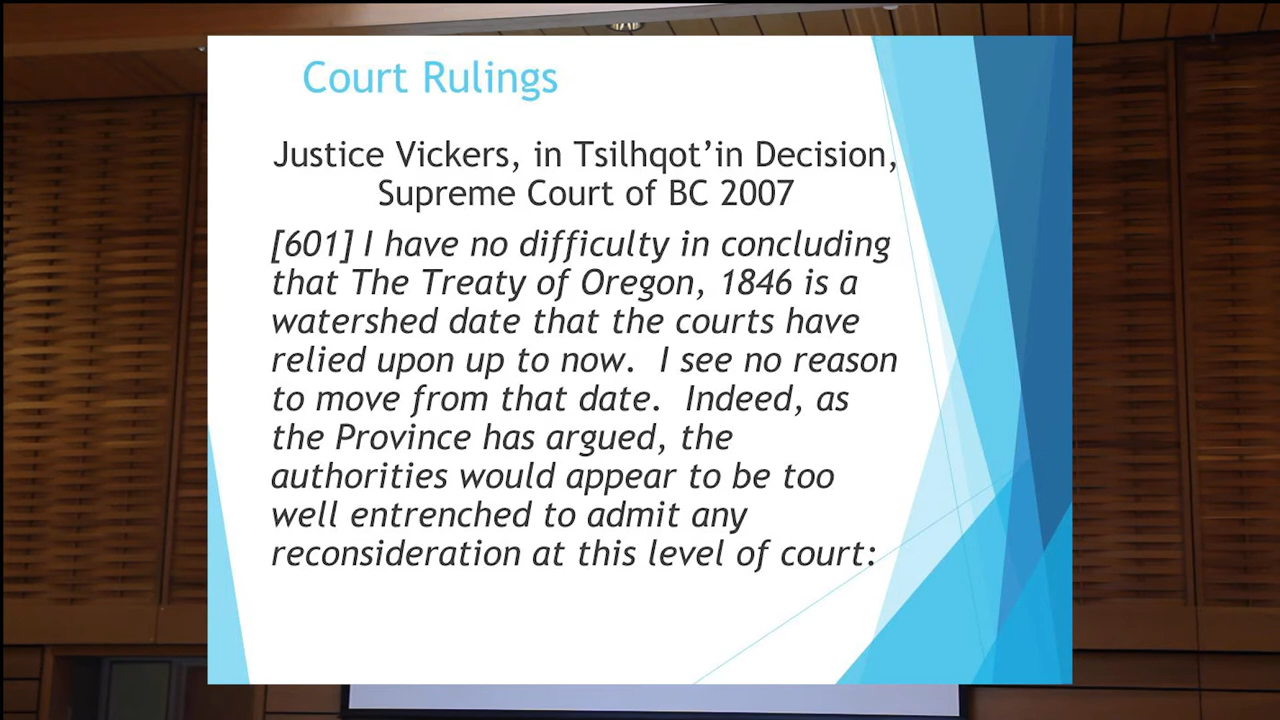 Court Rulings
Justice Vickers, in Tsilhqot’in Decision,
Supreme Court of BC 2007
[601] I have no difficulty in concluding
that The Treaty of Oregon, 1846 is a
watershed date that the courts have
relied upon up to now.  I see no reason
to move from that date.  Indeed, as
the Province has argued, the
authorities would appear to be too
well entrenched to admit any
reconsideration at this level of court: